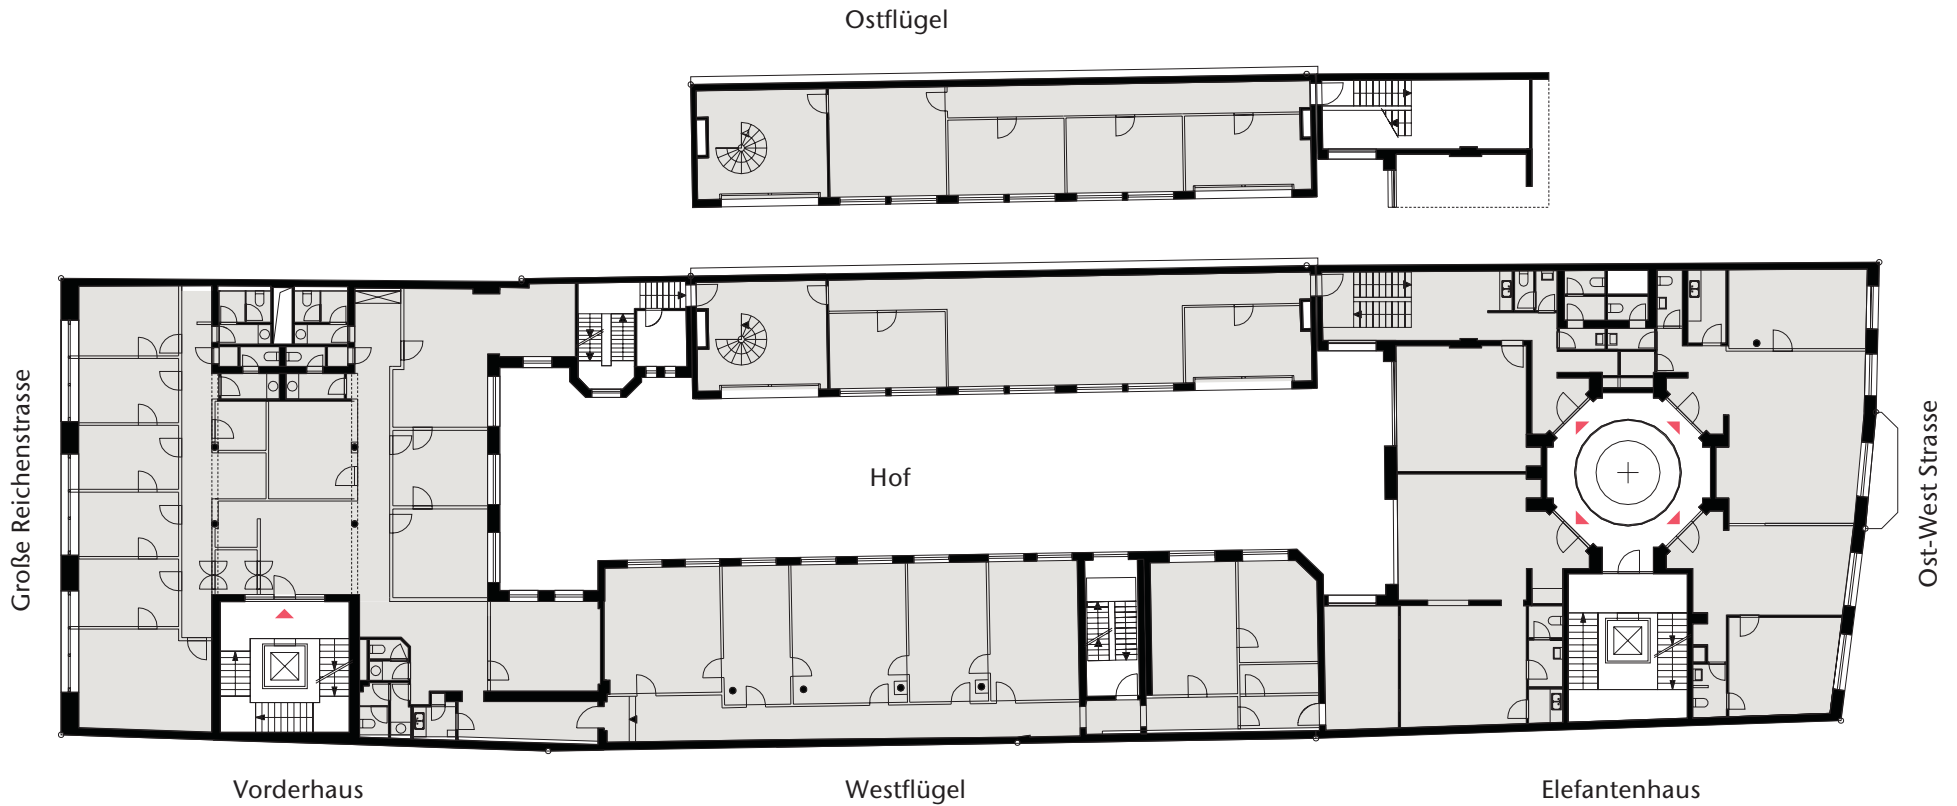 Ostflügel
Große Reichenstrasse
Hof
Ost-West Strasse
Vorderhaus
Westflügel
Elefantenhaus